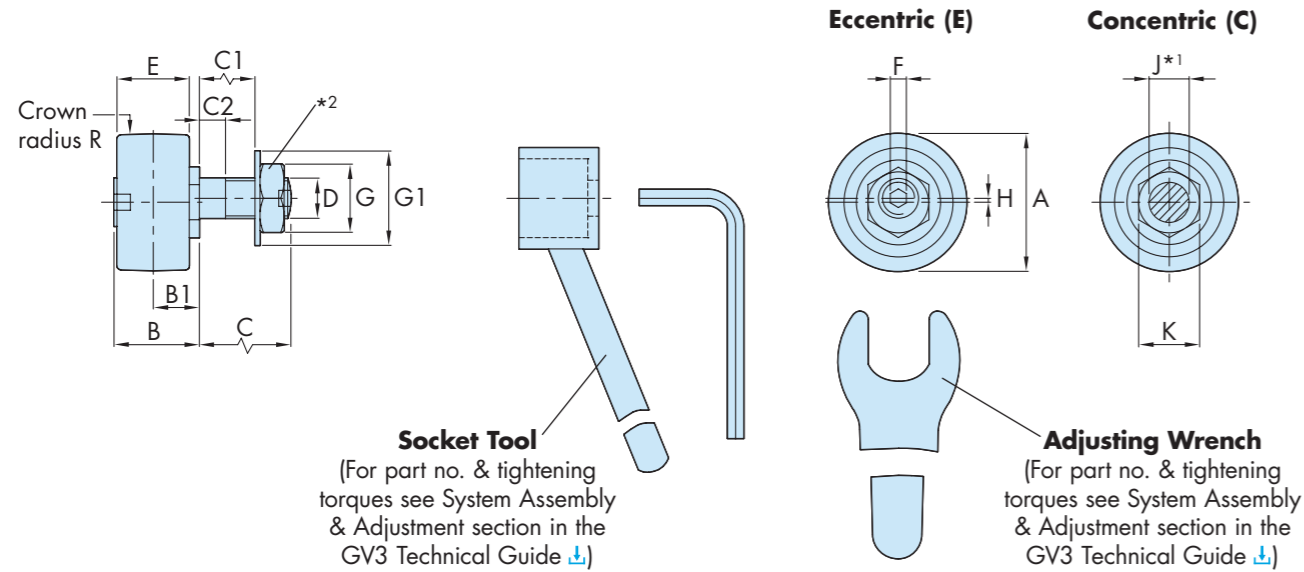 Eccentric (E)
Concentric (C)
E
C1
C2
*2
Crown
radius R
D
G
G1
B1
B
C
F
H
A
J*1
K
Socket Tool
(For part no. & tightening
torques see System Assembly
& Adjustment section in the
GV3 Technical Guide)
Adjusting Wrench
(For part no. & tightening
torques see System Assembly
& Adjustment section in the
GV3 Technical Guide)